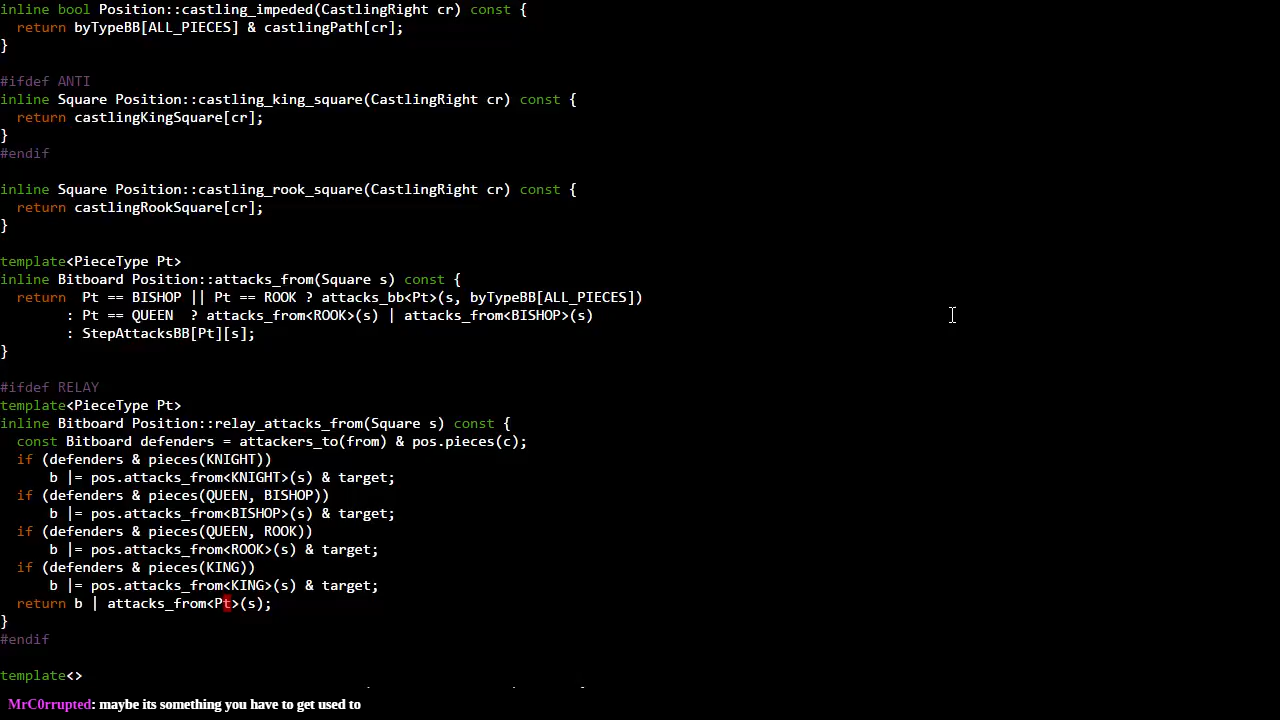 inline bool Position::castling_impeded(CastlingRight cr) const {
  return byTypeBB[ALL_PIECES] & castlingPath[cr];
}

#ifdef ANTI
inline Square Position::castling_king_square(CastlingRight cr) const {
  return castlingKingSquare[cr];
}
#endif

inline Square Position::castling_rook_square(CastlingRight cr) const {
  return castlingRookSquare[cr];
}

template<PieceType Pt>
inline Bitboard Position::attacks_from(Square s) const {
  return  Pt == BISHOP || Pt == ROOK ? attacks_bb<Pt>(s, byTypeBB[ALL_PIECES])
        : Pt == QUEEN  ? attacks_from<ROOK>(s) | attacks_from<BISHOP>(s)
        : StepAttacksBB[Pt][s];
}

#ifdef RELAY
template<PieceType Pt>
inline Bitboard Position::relay_attacks_from(Square s) const {
  const Bitboard defenders = attackers_to(from) & pos.pieces(c);
  if (defenders & pieces(KNIGHT))
      b |= pos.attacks_from<KNIGHT>(s) & target;
  if (defenders & pieces(QUEEN, BISHOP))
      b |= pos.attacks_from<BISHOP>(s) & target;
  if (defenders & pieces(QUEEN, ROOK))
      b |= pos.attacks_from<ROOK>(s) & target;
  if (defenders & pieces(KING))
      b |= pos.attacks_from<KING>(s) & target;
  return b | attacks_from<Pt>(s);
}
#endif

template<>
MrC0rrupted: maybe its something you have to get used to